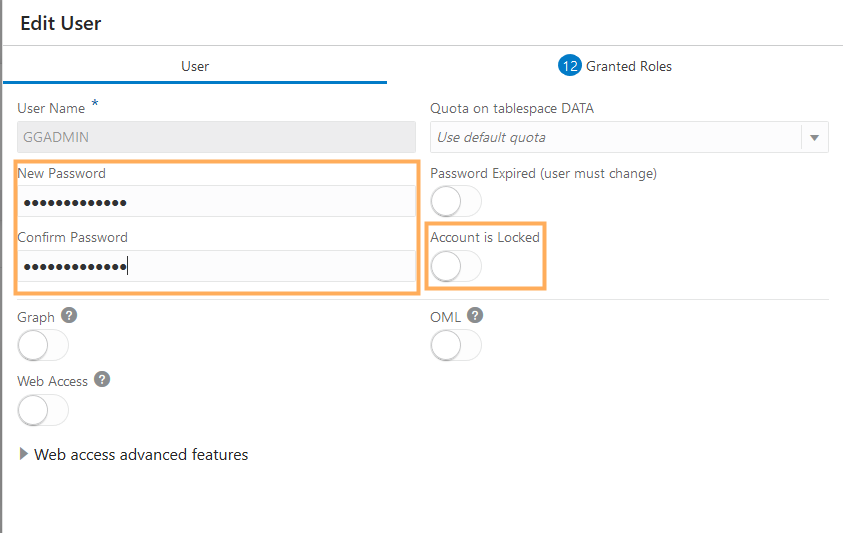 Edit User
User
12 Granted Roles
User Name *
Quota on tablespace DATA
GGADMIN
Use default quota
New Password
Password Expired (user must change)
●●●●●●●●●●●●●
Confirm Password
Account is Locked
●●●●●●●●●●●●●
Graph ?
OML ?
Web Access ?
Web access advanced features